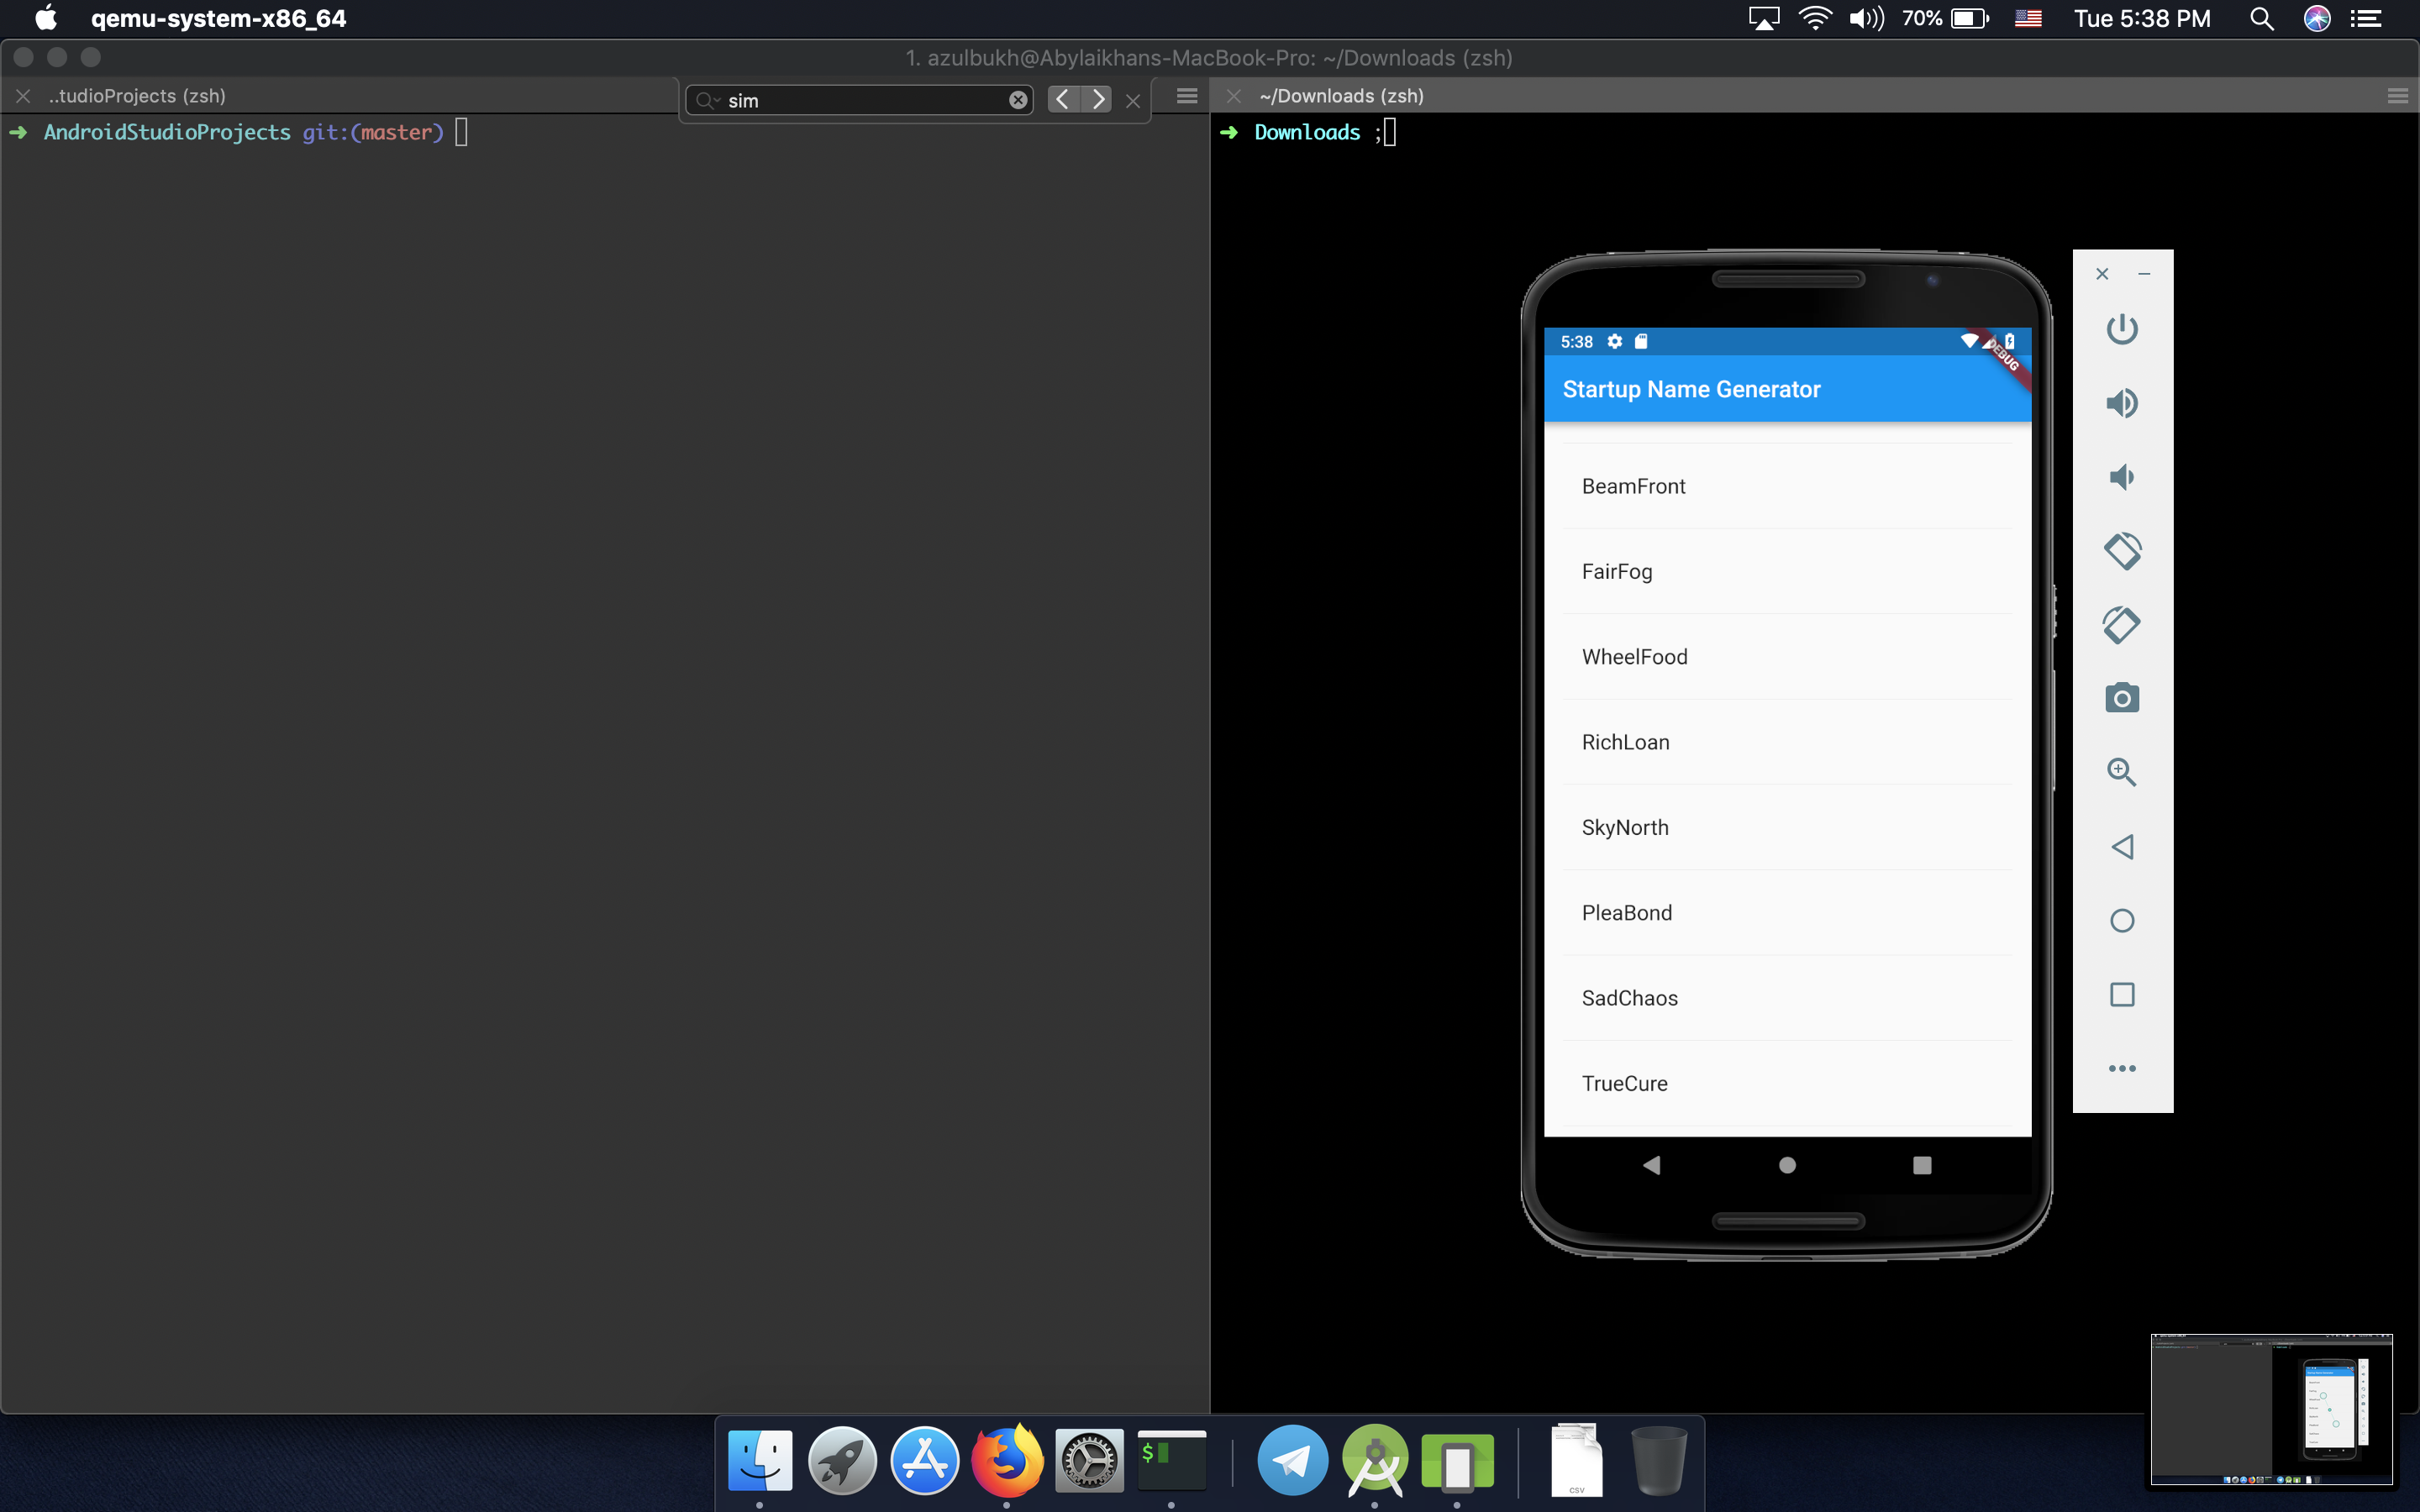 qemu-system-x86_64
70%
Tue 5:38 PM
1. azulbukh@Abylaikhans-MacBook-Pro: ~/Downloads (zsh)
..tudioProjects (zsh)
sim
~/Downloads (zsh)
➜ AndroidStudioProjects git:(master)
➜ Downloads ;
5:38
DEBUG
Startup Name Generator
BeamFront
FairFog
WheelFood
RichLoan
SkyNorth
PleaBond
SadChaos
TrueCure
$
CSV